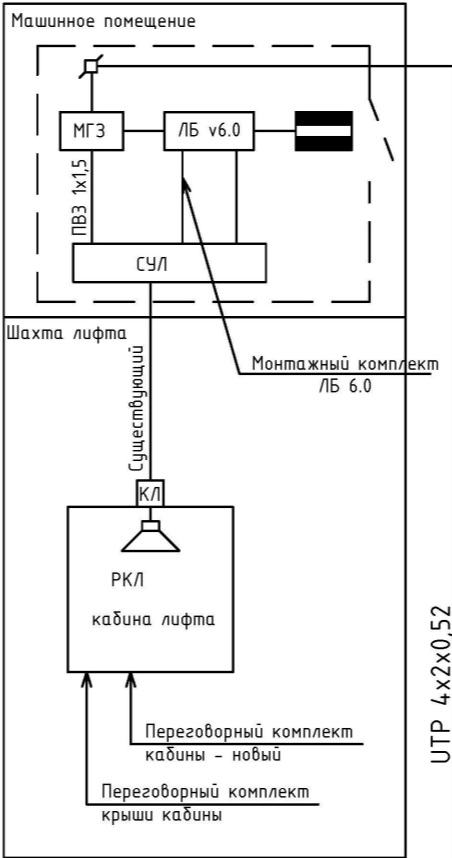 Машинное помещение
МГЗ
ЛБ v6.0
ПВЗ 1х1,5
СУЛ
Шахта лифта
Существующий
Монтажный комплект
ЛБ 6.0
КЛ
РКЛ
кабина лифта
UTP 4х2х0,52
Переговорный комплект
кабины - новый
Переговорный комплект
крыши кабины